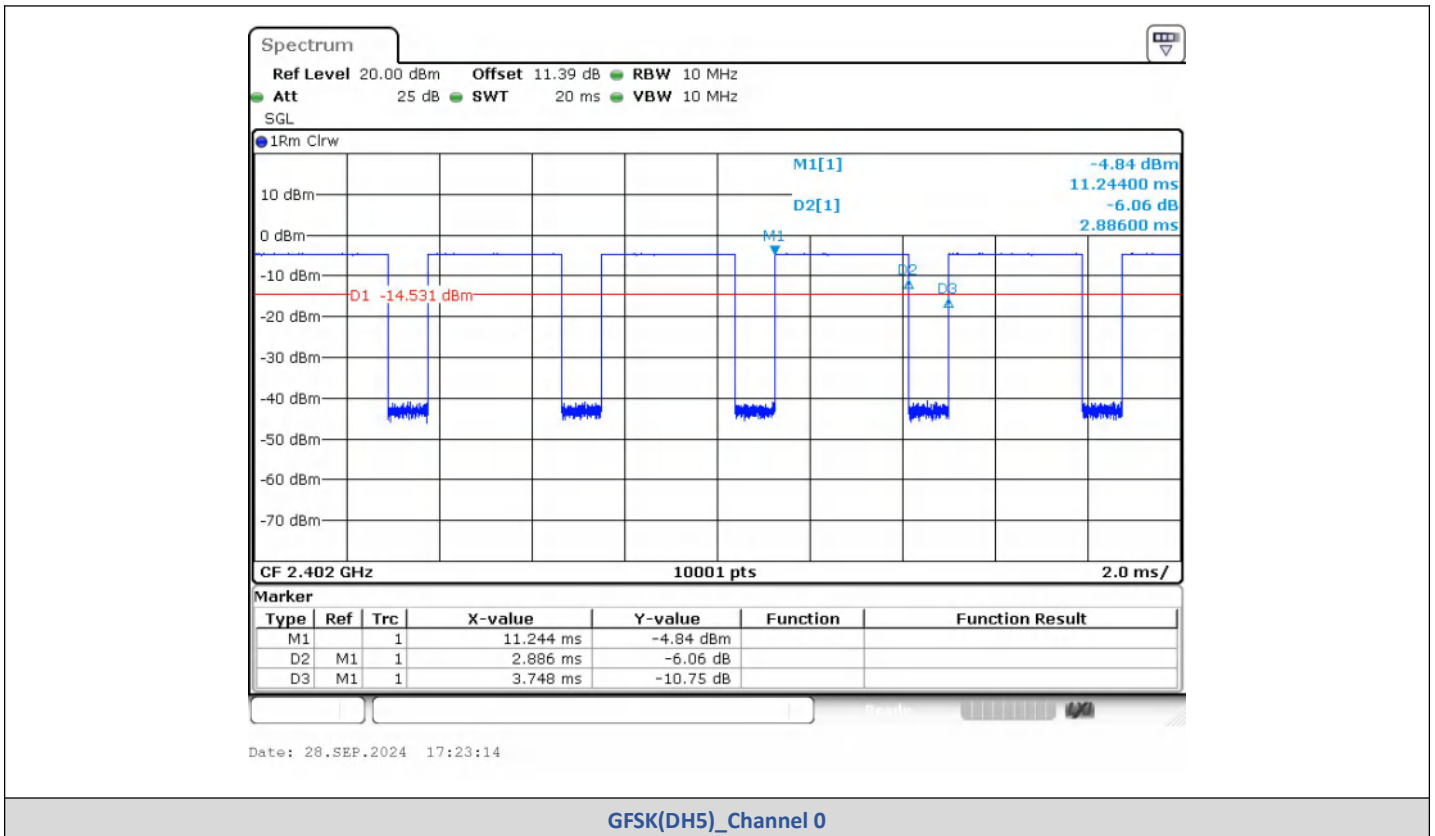 Spectrum
Ref Level 20.00 dBm Offset 11.39 dB RBW 10 MHz
Att 25 dB SWT 20 ms VBW 10 MHz
SGL
1Rm Clrw
M1[1] -4.84 dBm
11.24400 ms
10 dBm
D2[1] -6.06 dB
2.88600 ms
0 dBm
M1
-10 dBm
D2
D1 -14.531 dBm
D3
-20 dBm
-30 dBm
-40 dBm
-50 dBm
-60 dBm
-70 dBm
CF 2.402 GHz 10001 pts 2.0 ms/
Marker
Type Ref Trc X-value Y-value Function Function Result
M1 1 11.244 ms -4.84 dBm
D2 M1 1 2.886 ms -6.06 dB
D3 M1 1 3.748 ms -10.75 dB
Date: 28.SEP.2024 17:23:14
GFSK(DH5)_Channel 0